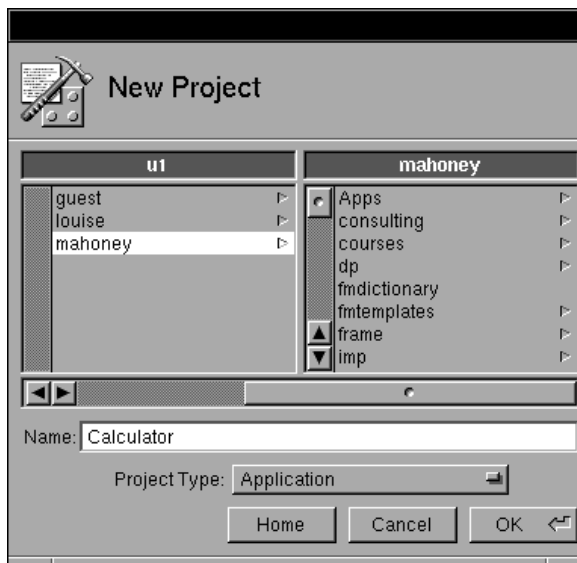 New Project
u1
mahoney
guest
louise
mahoney
Apps
consulting
courses
dp
fmdictionary
fmtemplates
frame
imp
Name: Calculator
Project Type: Application
Home
Cancel
OK